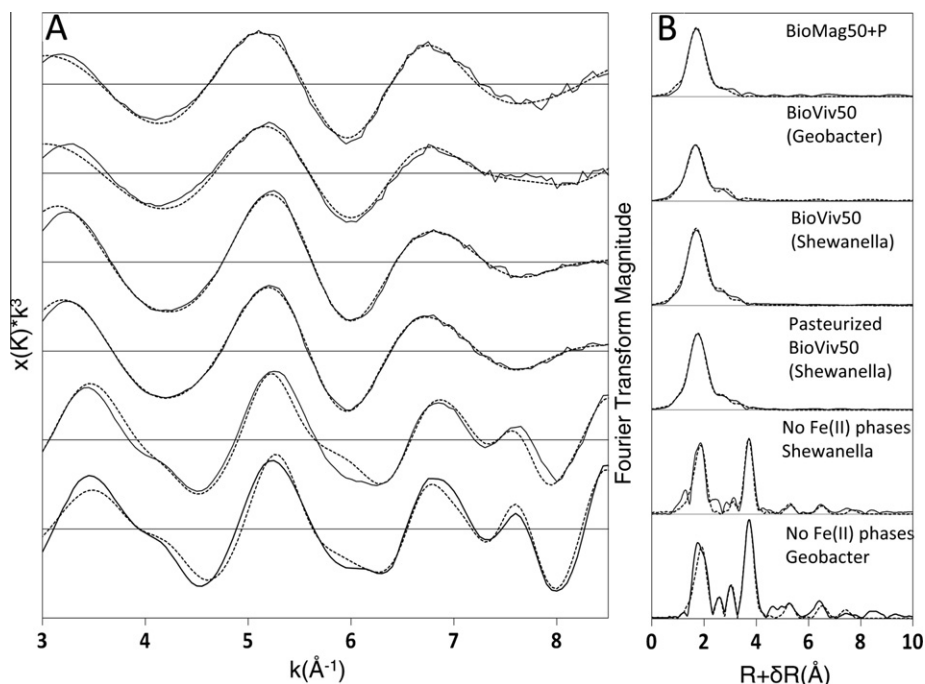 A
x(K)*k³
3 4 5 6 7 8
k(Å⁻¹)
B
Fourier Transform Magnitude
BioMag50+P
BioViv50
(Geobacter)
BioViv50
(Shewanella)
Pasteurized
BioViv50
(Shewanella)
No Fe(II) phases
Shewanella
No Fe(II) phases
Geobacter
0 2 4 6 8 10
R+δR(Å)